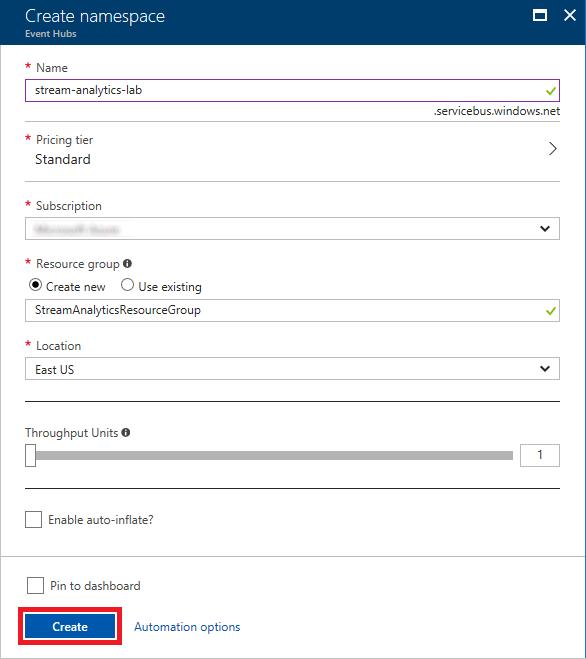 Create namespace
Event Hubs
* Name
stream-analytics-lab
.servicebus.windows.net
* Pricing tier
Standard
* Subscription
* Resource group
Create new Use existing
StreamAnalyticsResourceGroup
* Location
East US
Throughput Units
1
Enable auto-inflate?
Pin to dashboard
Create Automation options